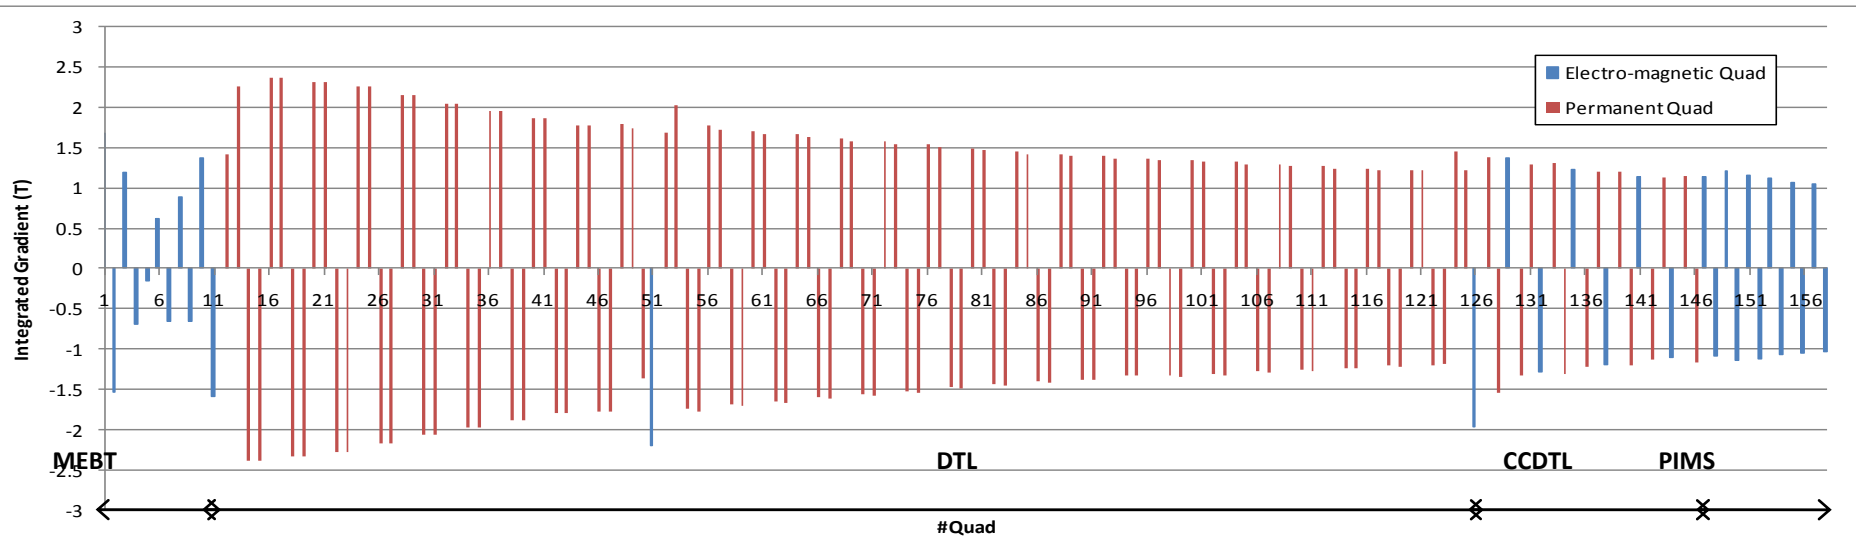 3
2.5
2
1.5
1
0.5
0
-0.5
-1
-1.5
-2
-2.5
-3
Integrated Gradient (T)
Electro-magnetic Quad
Permanent Quad
1 6 11 16 21 26 31 36 41 46 51 56 61 66 71 76 81 86 91 96 101 106 111 116 121 126 131 136 141 146 151 156
MEBT DTL CCDTL PIMS
#Quad